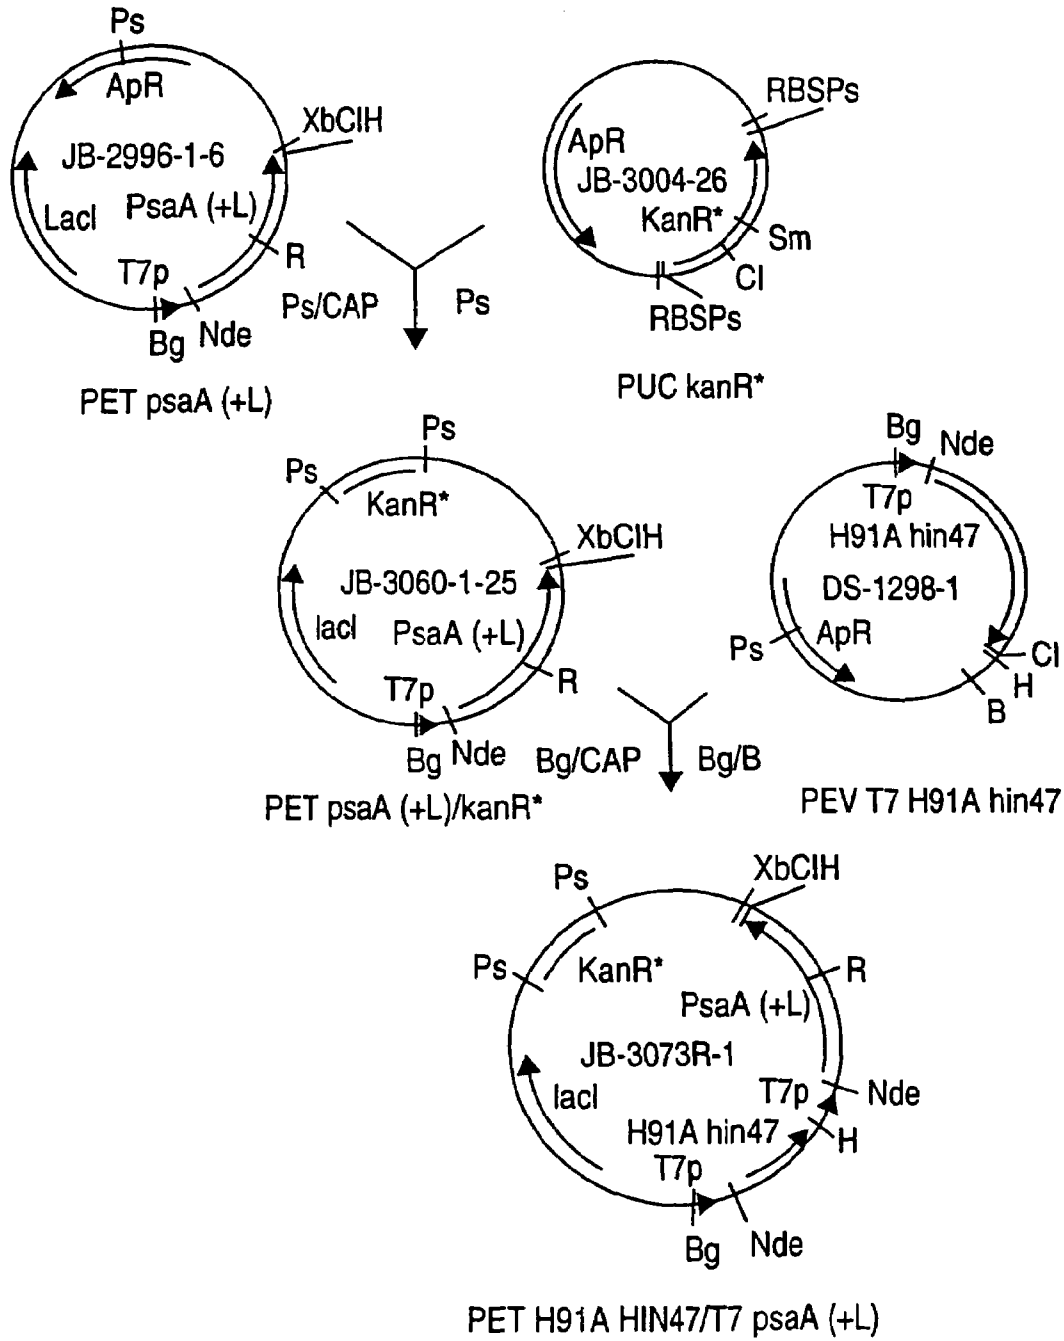 Ps
ApR
XbClH
JB-2996-1-6
LacI
PsaA (+L)
R
T7p
Bg
Nde
PET psaA (+L)
Ps/CAP
Ps
RBSPs
ApR
JB-3004-26
KanR*
Sm
Cl
RBSPs
PUC kanR*
Ps
Ps
KanR*
XbClH
JB-3060-1-25
lacI
PsaA (+L)
R
T7p
Bg
Nde
PET psaA (+L)/kanR*
Bg/CAP
Bg/B
Bg
Nde
T7p
H91A hin47
DS-1298-1
Ps
ApR
Cl
H
B
PEV T7 H91A hin47
XbClH
Ps
Ps
KanR*
R
PsaA (+L)
JB-3073R-1
lacI
T7p
Nde
H91A hin47
H
T7p
Bg
Nde
PET H91A HIN47/T7 psaA (+L)